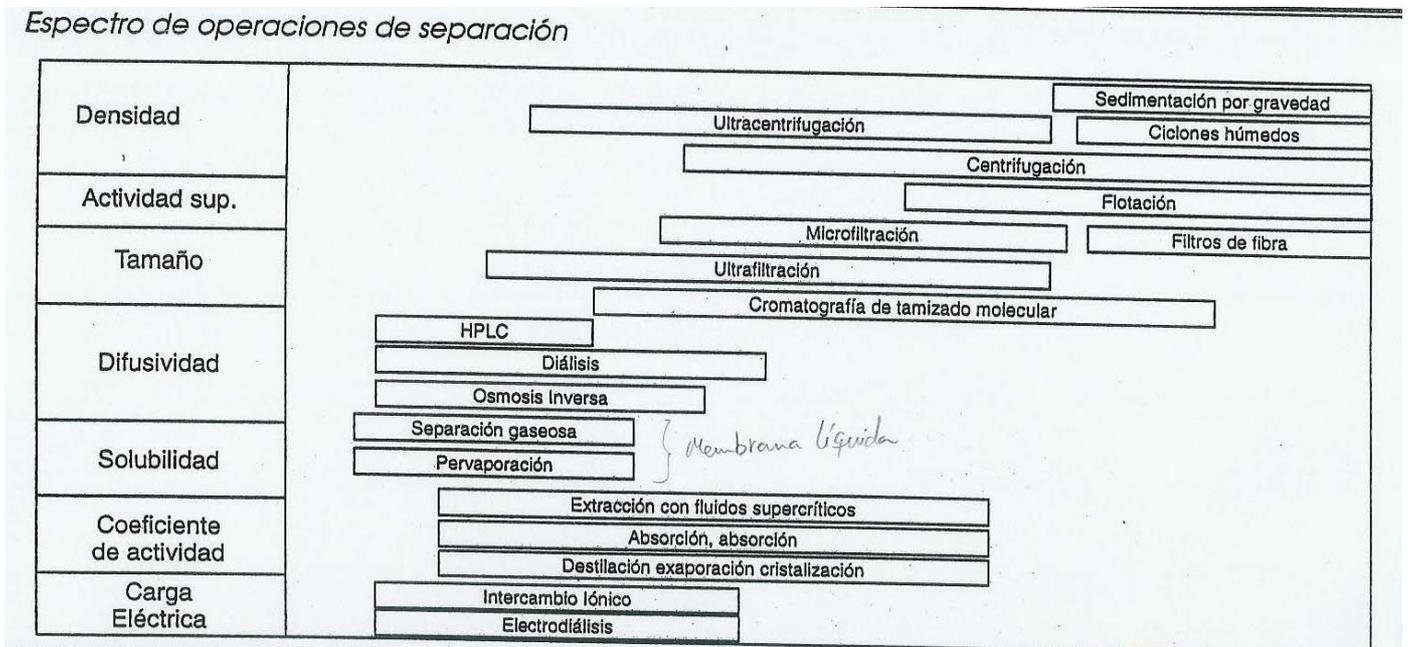 Espectro de operaciones de separación
Densidad
Sedimentación por gravedad
Ultracentrifugación
Ciclones húmedos
Centrifugación
Actividad sup.
Flotación
Tamaño
Microfiltración
Filtros de fibra
Ultrafiltración
Cromatografía de tamizado molecular
Difusividad
HPLC
Diálisis
Osmosis Inversa
Solubilidad
Separación gaseosa
Pervaporación
Membrana líquida
Coeficiente
de actividad
Extracción con fluidos supercríticos
Absorción, absorción
Destilación exaporación cristalización
Carga
Eléctrica
Intercambio Iónico
Electrodiálisis